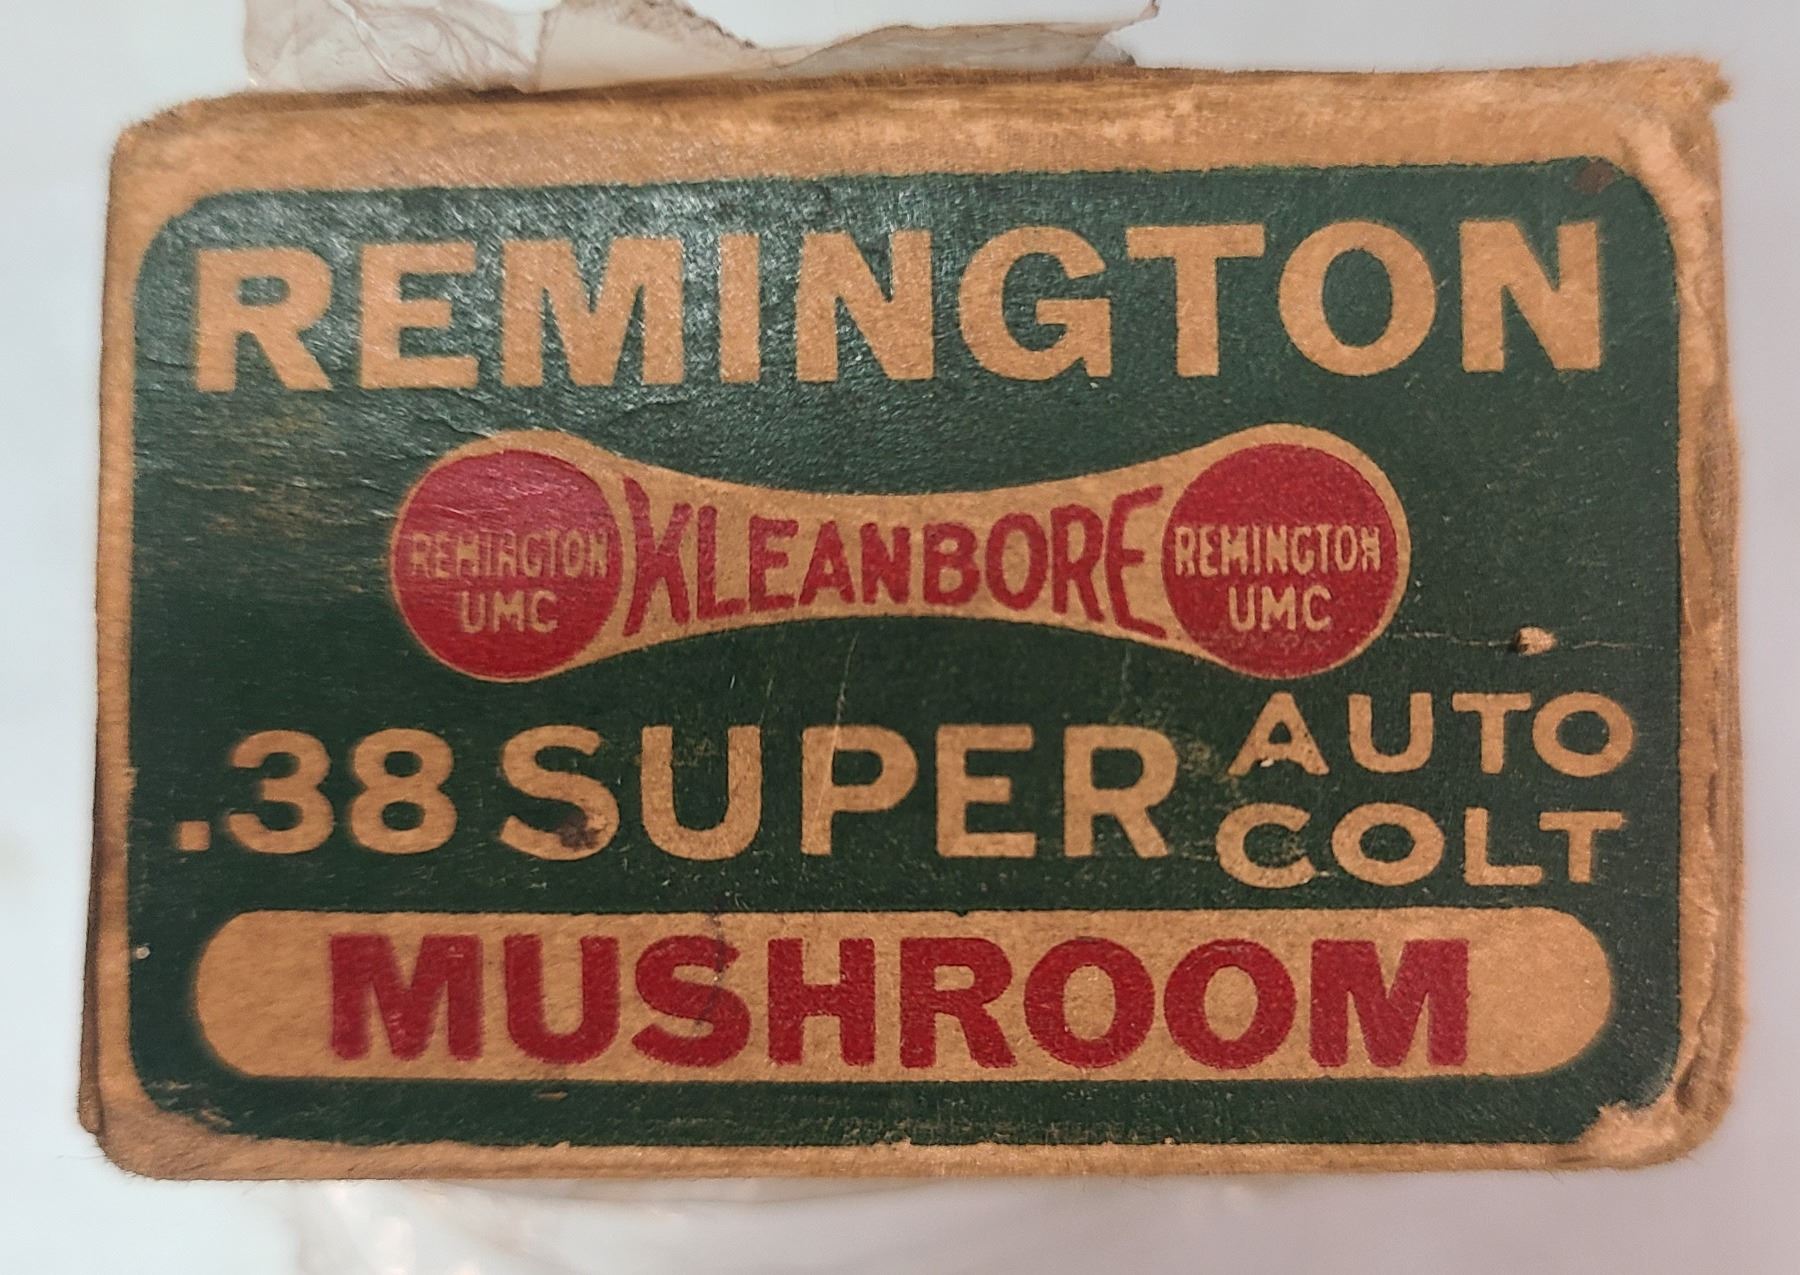 REMINGTON
REMINGTON UMC
KLEANBORE
REMINGTON UMC
.38 SUPER AUTO COLT
MUSHROOM